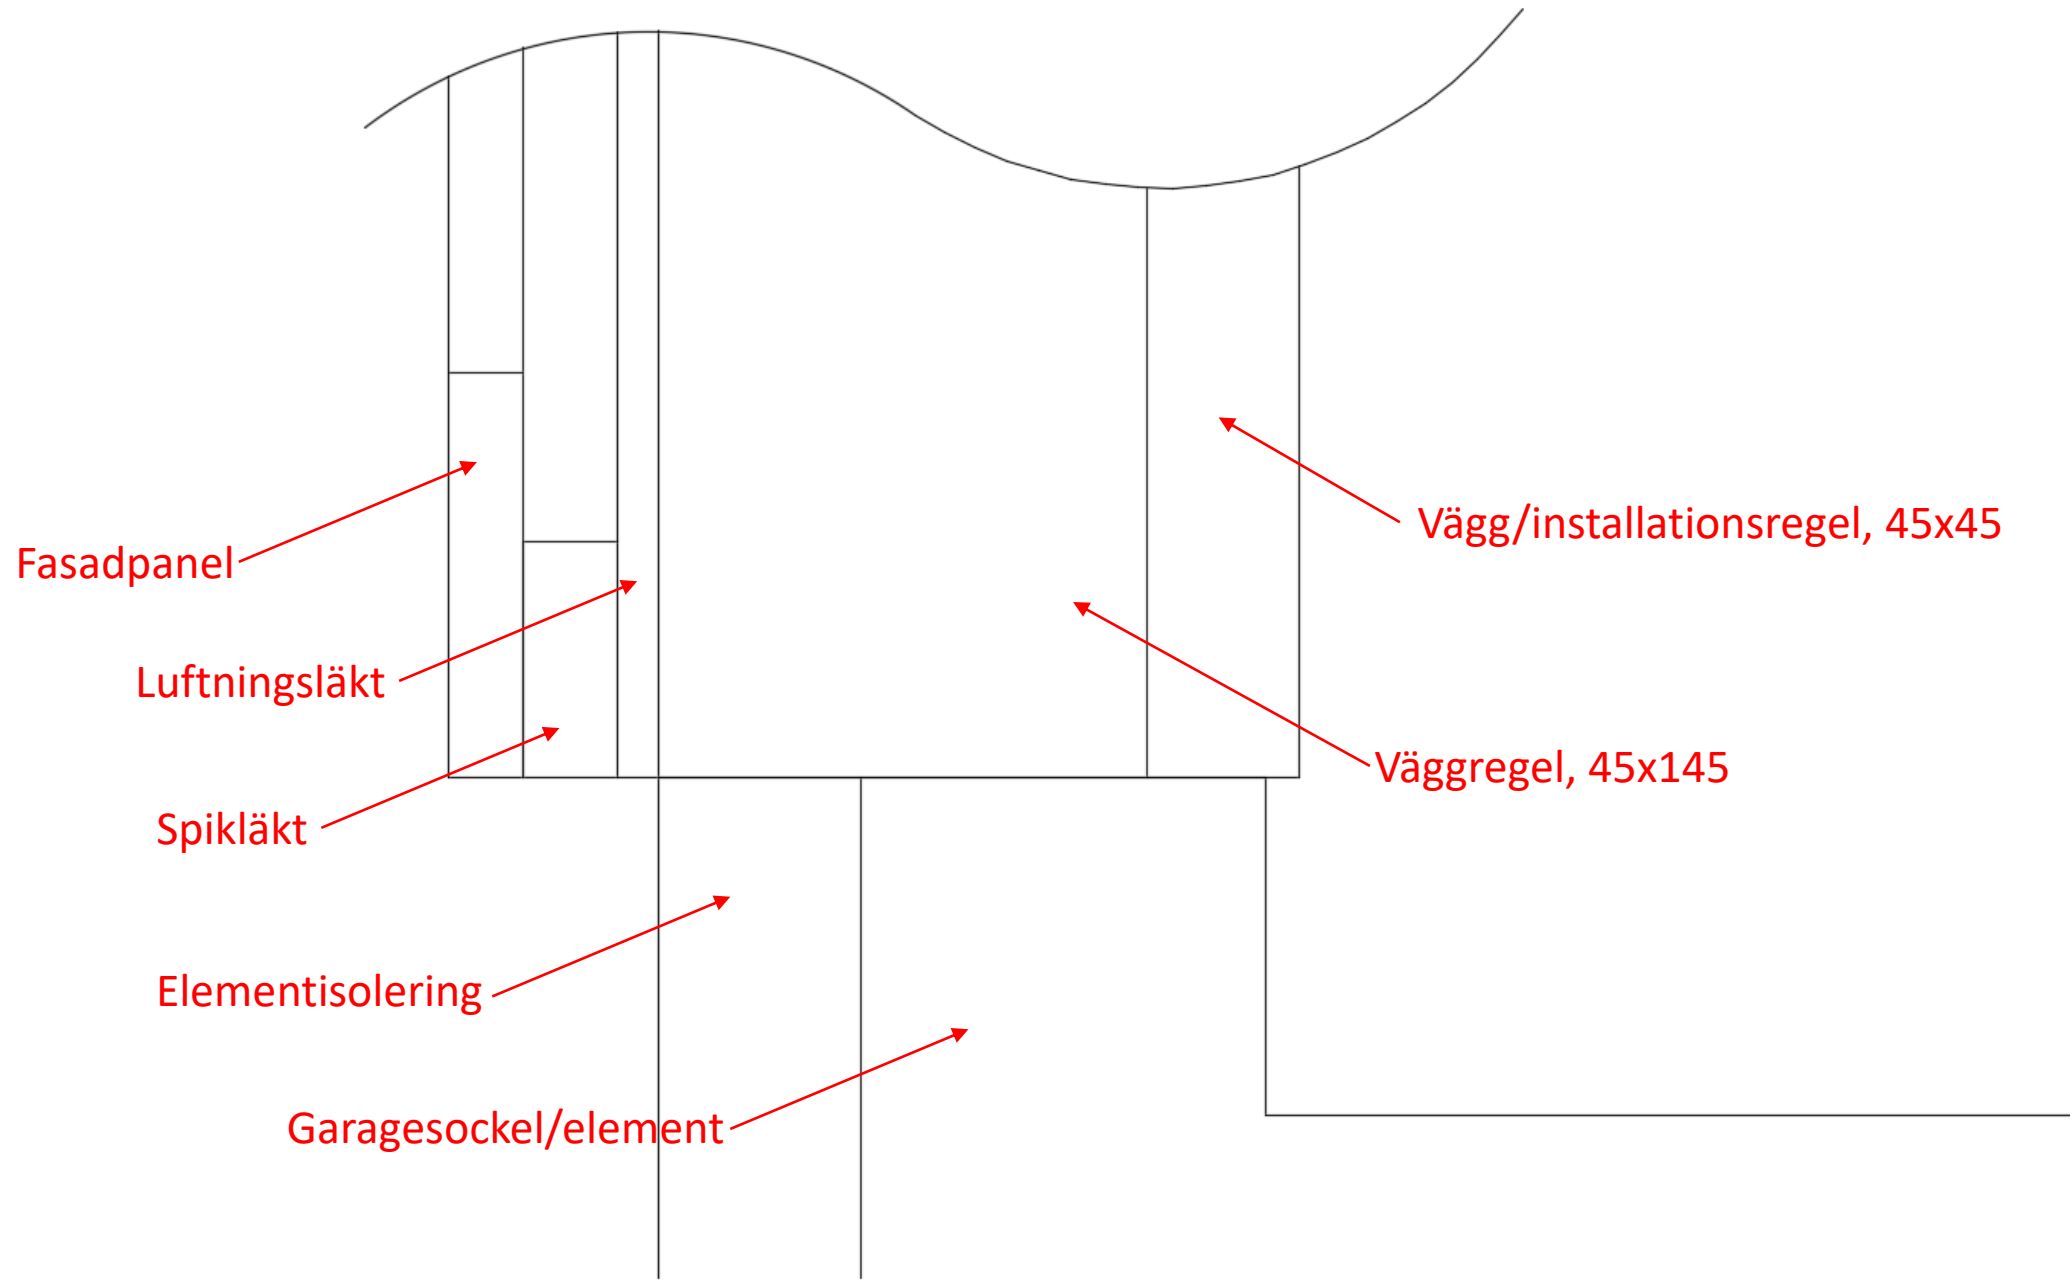 Vägg/installationsregel, 45x45
Fasadpanel
Luftningsläkt
Väggregel, 45x145
Spikläkt
Elementisolering
Garagesockel/element